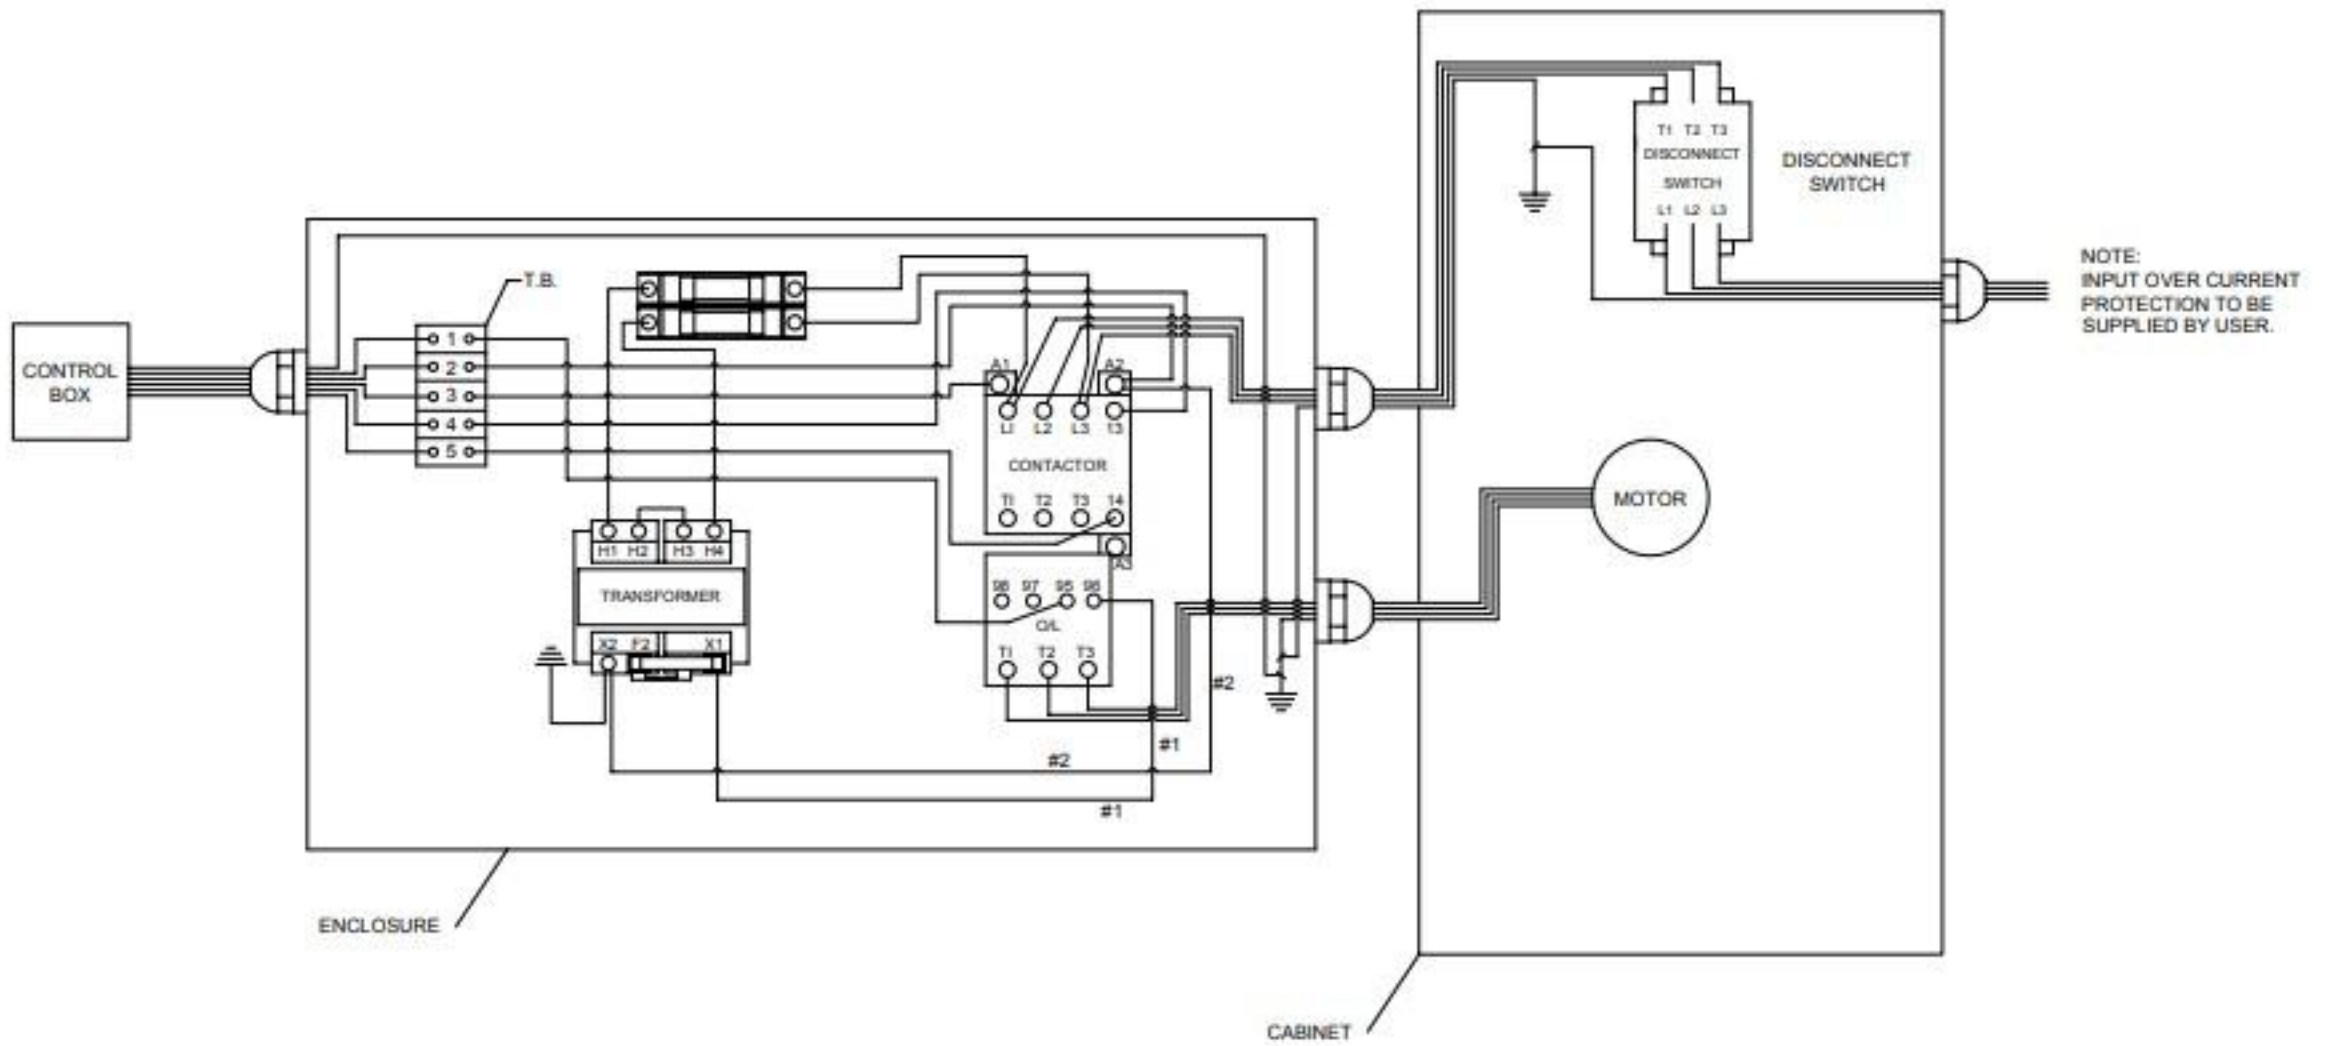 T1 T2 T3
DISCONNECT
SWITCH
L1 L2 L3
DISCONNECT
SWITCH
NOTE:
INPUT OVER CURRENT
PROTECTION TO BE
SUPPLIED BY USER.
CONTROL
BOX
T.B.
1
2
3
4
5
A1
A2
L1 L2 L3 13
CONTACTOR
T1 T2 T3 14
A3
98 97 95 96
O/L
T1 T2 T3
H1 H2 H3 H4
TRANSFORMER
X2 F2 X1
#2
#1
#2
#1
MOTOR
ENCLOSURE
CABINET